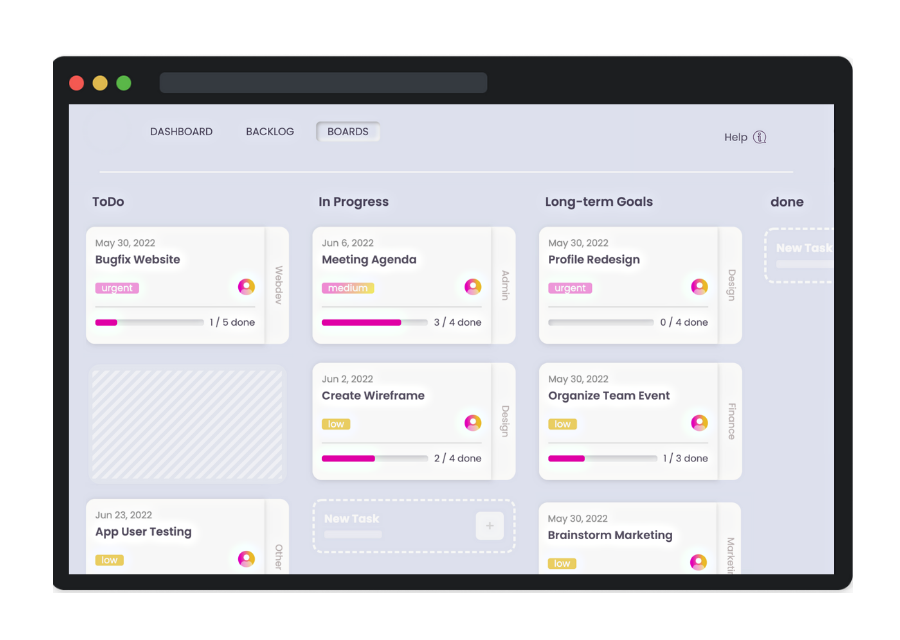 DASHBOARD BACKLOG BOARDS Help
ToDo
May 30, 2022
Bugfix Website
urgent
1 / 5 done
Webdev
Jun 23, 2022
App User Testing
low
Other
In Progress
Jun 6, 2022
Meeting Agenda
medium
3 / 4 done
Admin
Jun 2, 2022
Create Wireframe
low
2 / 4 done
Design
New Task
+
Long-term Goals
May 30, 2022
Profile Redesign
urgent
0 / 4 done
Design
May 30, 2022
Organize Team Event
low
1 / 3 done
Finance
May 30, 2022
Brainstorm Marketing
low
Marketi
done
New Task